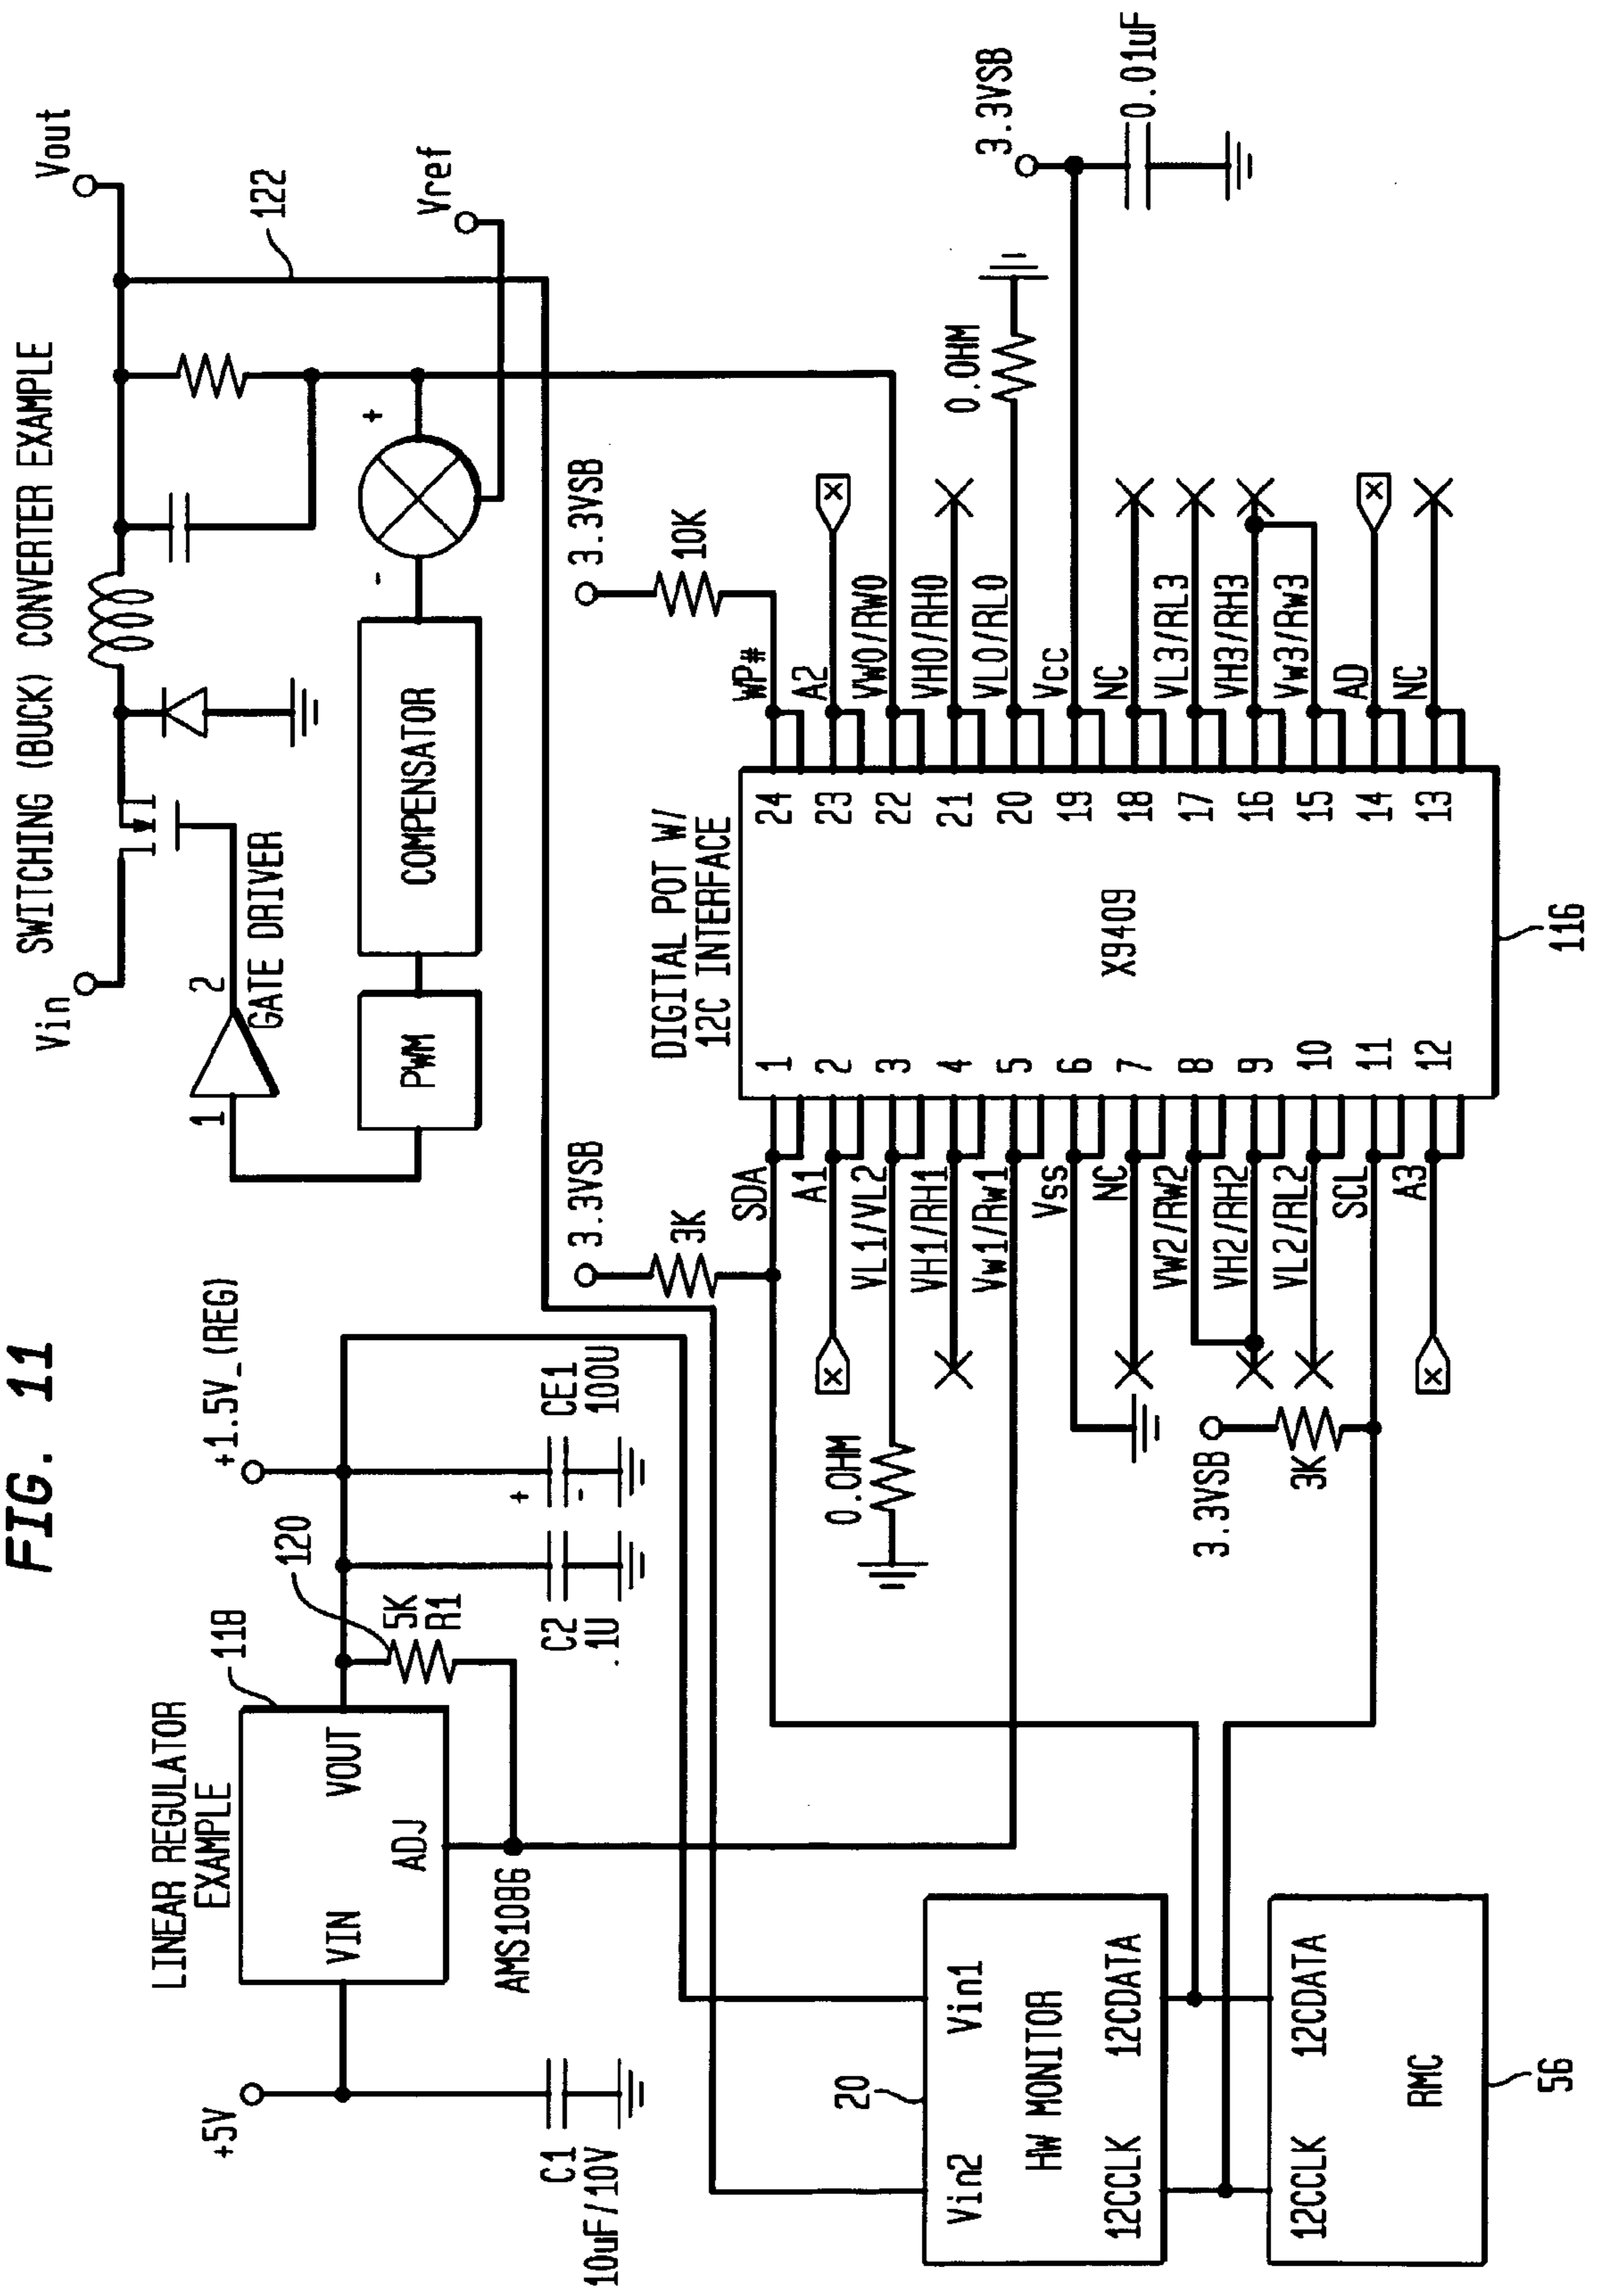 FIG. 11
SWITCHING (BUCK) CONVERTER EXAMPLE
Vin
Vout
1
2
GATE DRIVER
122
PWM
COMPENSATOR
-
+
Vref
LINEAR REGULATOR
EXAMPLE
118
VIN
VOUT
ADJ
AMS1086
120
5K
R1
+5V
C1
10uF/10V
+1.5V_(REG)
C2
.1U
+
-
CE1
100U
3.3VSB
3K
3.3VSB
10K
DIGITAL POT W/
12C INTERFACE
X9409
116
SDA
1
A1
2
VL1/VL2
3
VH1/RH1
4
Vw1/Rw1
5
Vss
6
NC
7
VW2/RW2
8
VH2/RH2
9
VL2/RL2
10
SCL
11
A3
12
24
WP#
23
A2
22
VW0/RW0
21
VH0/RH0
20
VL0/RL0
19
Vcc
18
NC
17
VL3/RL3
16
VH3/RH3
15
Vw3/Rw3
14
AD
13
NC
X
X
X
X
0.0HM
0.0HM
3.3VSB
0.01uF
3.3VSB
3K
20
Vin2
Vin1
HW MONITOR
12CCLK
12CDATA
12CCLK
12CDATA
RMC
56